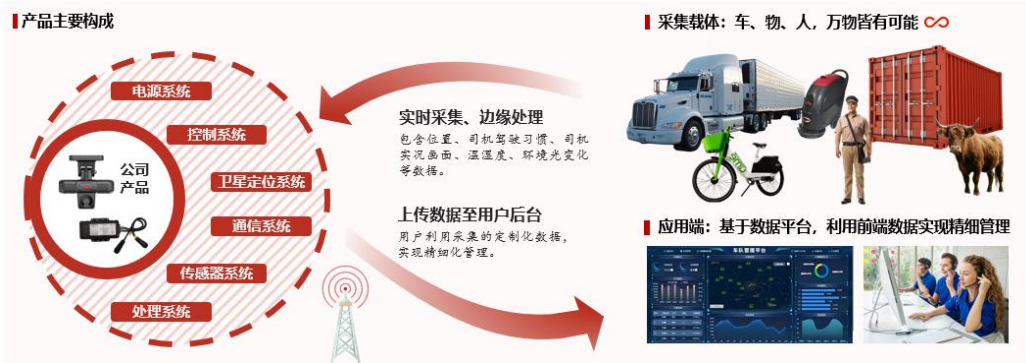 产品主要构成
电源系统
控制系统
公司
产品
卫星定位系统
通信系统
传感器系统
处理系统
实时采集、边缘处理
包含位置、司机驾驶习惯、司机
实况画面、温湿度、环境光变化
等数据。
上传数据至用户后台
用户利用采集的定制化数据，
实现精细化管理。
采集载体：车、物、人，万物皆有可能
应用端：基于数据平台，利用前端数据实现精细管理
车队管理平台